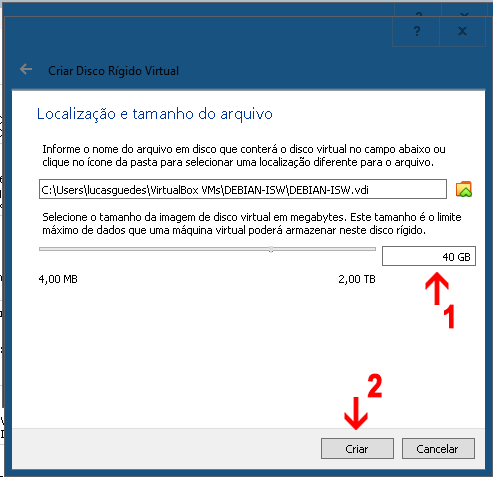 ?
×
?
×
Criar Disco Rígido Virtual
Localização e tamanho do arquivo
Informe o nome do arquivo em disco que conterá o disco virtual no campo abaixo ou
clique no ícone da pasta para selecionar uma localização diferente para o arquivo.
C:\Users\lucasguedes\VirtualBox VMs\DEBIAN-ISW\DEBIAN-ISW.vdi
Selecione o tamanho da imagem de disco virtual em megabytes. Este tamanho é o limite
máximo de dados que uma máquina virtual poderá armazenar neste disco rígido.
40 GB
4,00 MB
2,00 TB
1
2
Criar
Cancelar